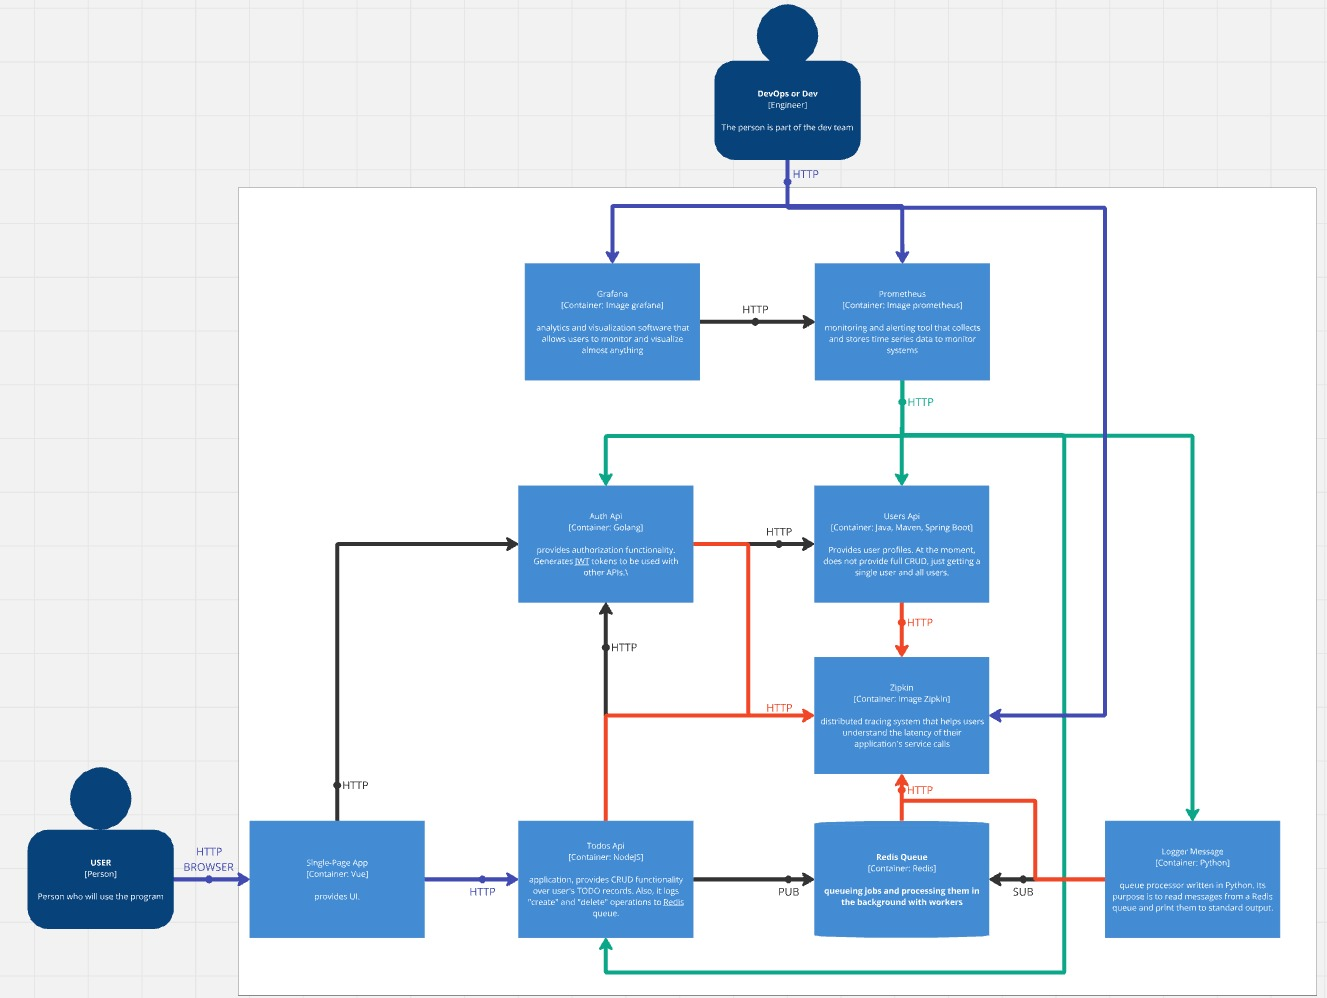 DevOps or Dev
[Engineer]
The person is part of the dev team
HTTP
Grafana
[Container: Image grafana]
analytics and visualization software that
allows users to monitor and visualize
almost anything
HTTP
Prometheus
[Container: Image prometheus]
monitoring and alerting tool that collects
and stores time series data to monitor
systems
HTTP
Auth Api
[Container: Golang]
provides authorization functionality.
Generates JWT tokens to be used with
other APIs.\
HTTP
Users Api
[Container: Java, Maven, Spring Boot]
Provides user profiles. At the moment,
does not provide full CRUD, just getting a
single user and all users.
HTTP
HTTP
HTTP
Zipkin
[Container: Image Zipkin]
distributed tracing system that helps users
understand the latency of their
application's service calls
HTTP
HTTP
USER
[Person]
Person who will use the program
HTTP
BROWSER
Single-Page App
[Container: Vue]
provides UI.
HTTP
Todos Api
[Container: NodeJS]
application, provides CRUD functionality
over user's TODO records. Also, it logs
"create" and "delete" operations to Redis
queue.
PUB
Redis Queue
[Container: Redis]
queueing jobs and processing them in
the background with workers
SUB
Logger Message
[Container: Python]
queue processor written in Python. Its
purpose is to read messages from a Redis
queue and print them to standard output.